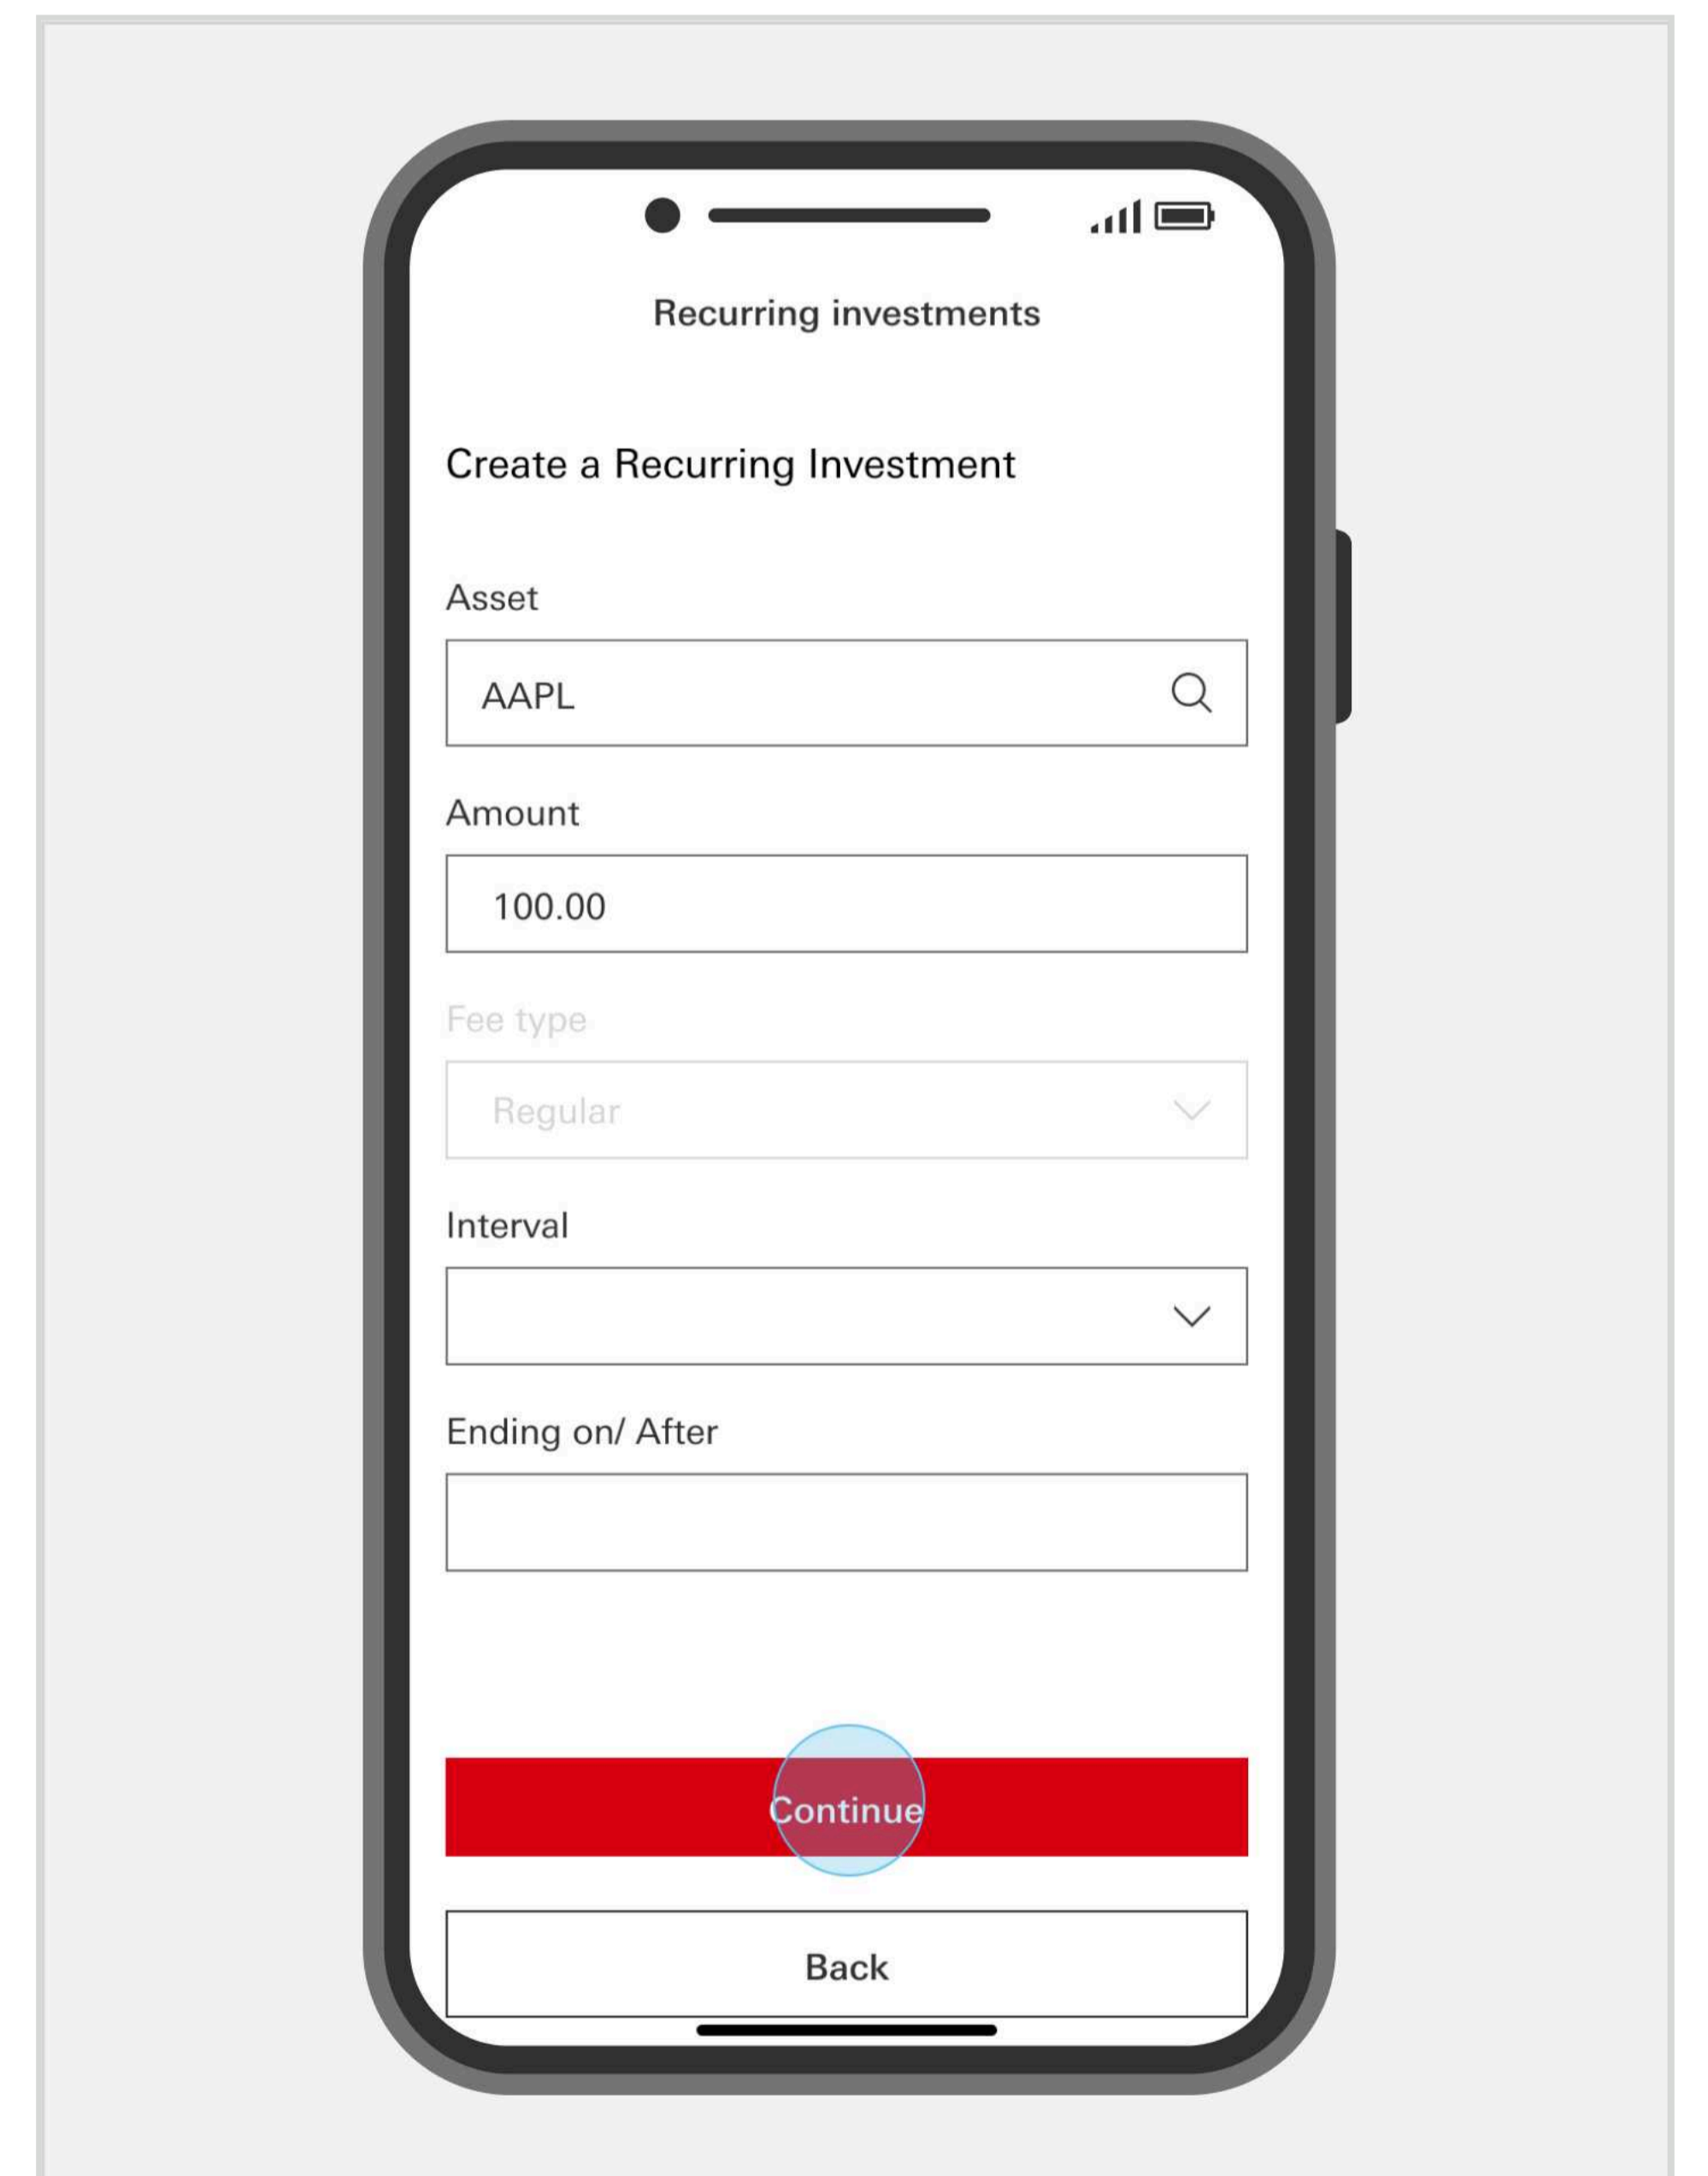 Recurring investments
Create a Recurring Investment
Asset
AAPL
Amount
100.00
Fee type
Regular
Interval
Ending on/ After
Continue
Back